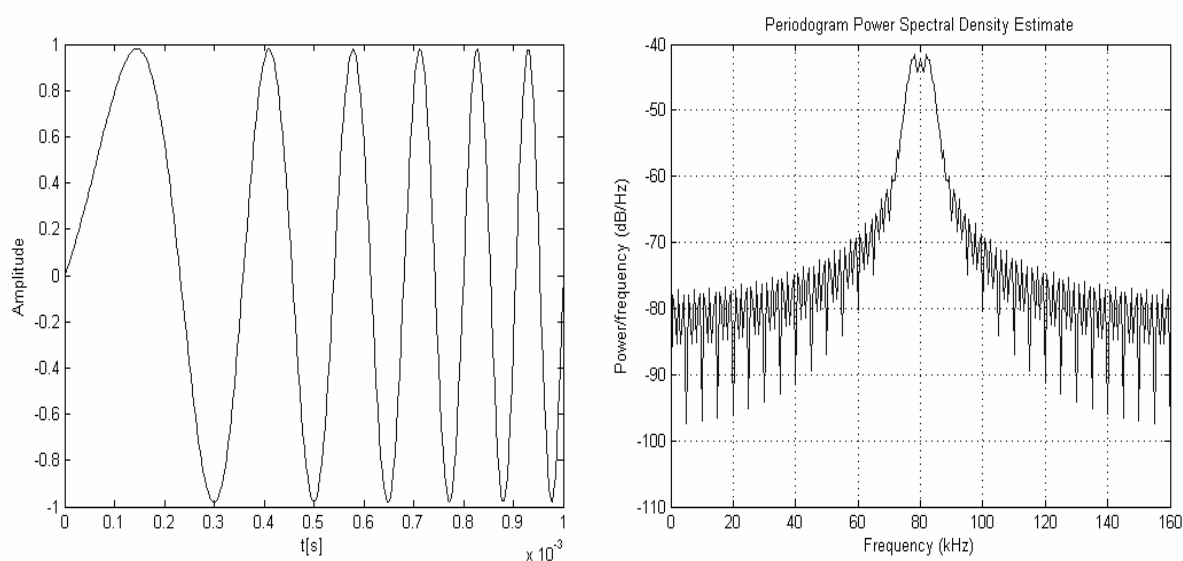 1
0.8
0.6
0.4
0.2
0
-0.2
-0.4
-0.6
-0.8
-1
Amplitude
0 0.1 0.2 0.3 0.4 0.5 0.6 0.7 0.8 0.9 1
t[s]
x 10⁻³
Periodogram Power Spectral Density Estimate
-40
-50
-60
-70
-80
-90
-100
-110
Power/frequency (dB/Hz)
0 20 40 60 80 100 120 140 160
Frequency (kHz)